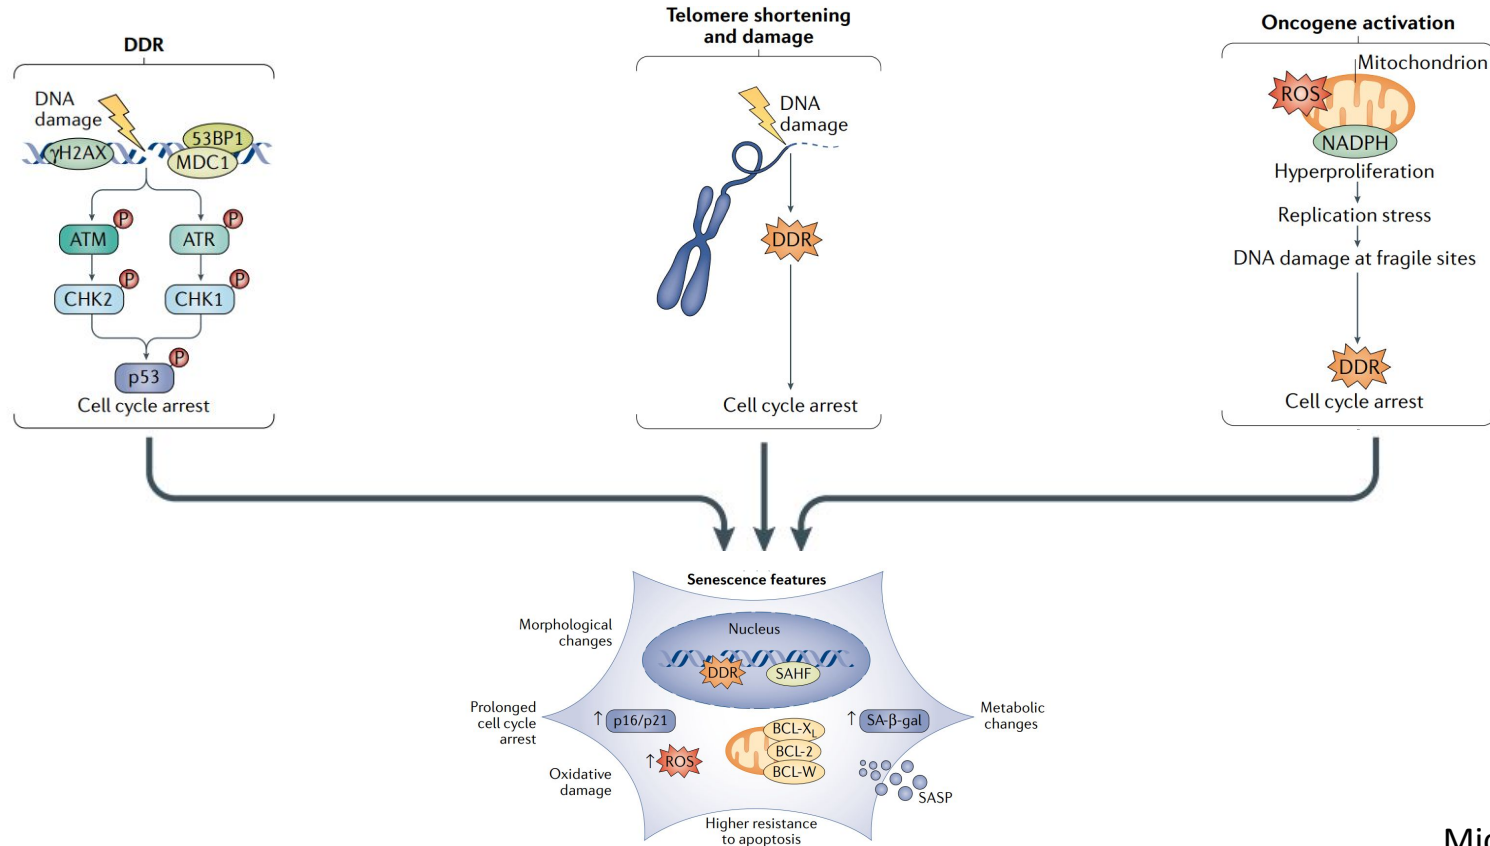 DDR
DNA
damage
γH2AX
53BP1
MDC1
ATM
P
ATR
P
CHK2
P
CHK1
P
p53
P
Cell cycle arrest
Telomere shortening
and damage
DNA
damage
DDR
Cell cycle arrest
Oncogene activation
Mitochondrion
ROS
NADPH
Hyperproliferation
Replication stress
DNA damage at fragile sites
DDR
Cell cycle arrest
Senescence features
Morphological
changes
Nucleus
DDR
SAHF
Prolonged
cell cycle
arrest
↑ p16/p21
↑ SA-β-gal
Metabolic
changes
BCL-XL
BCL-2
BCL-W
↑ ROS
Oxidative
damage
SASP
Higher resistance
to apoptosis